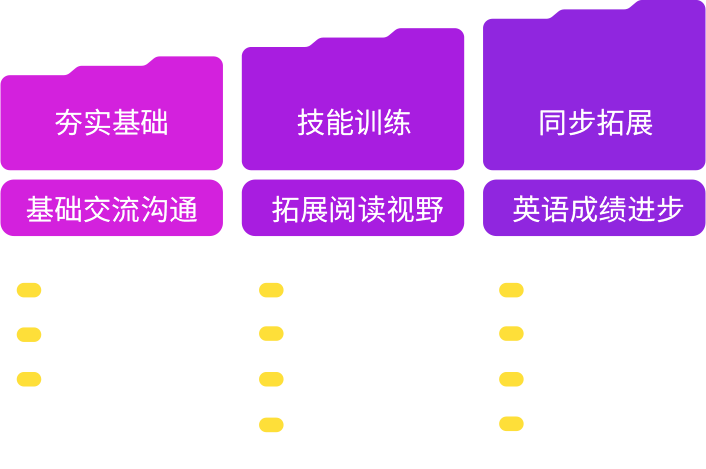 夯实基础
技能训练
同步拓展
基础交流沟通
拓展阅读视野
英语成绩进步